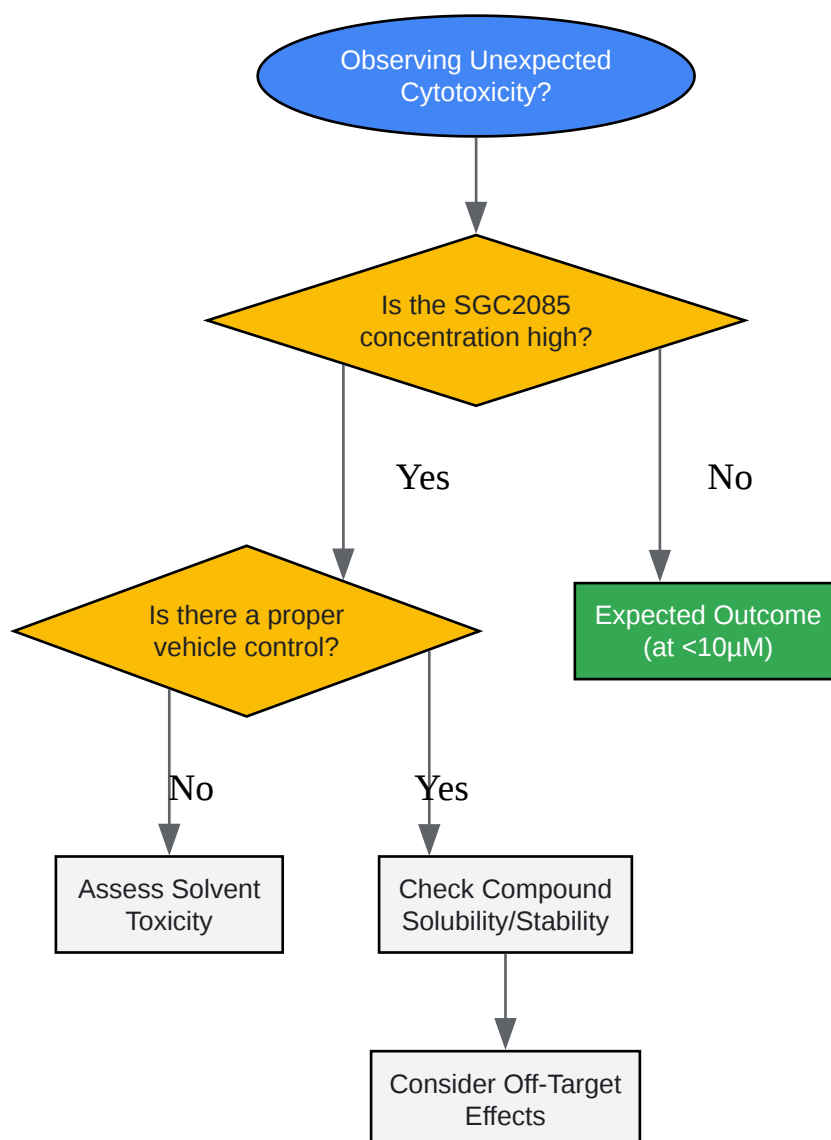 Observing Unexpected
Cytotoxicity?
Is the SGC2085
concentration high?
Yes
No
Is there a proper
vehicle control?
Expected Outcome
(at <10µM)
No
Yes
Assess Solvent
Toxicity
Check Compound
Solubility/Stability
Consider Off-Target
Effects